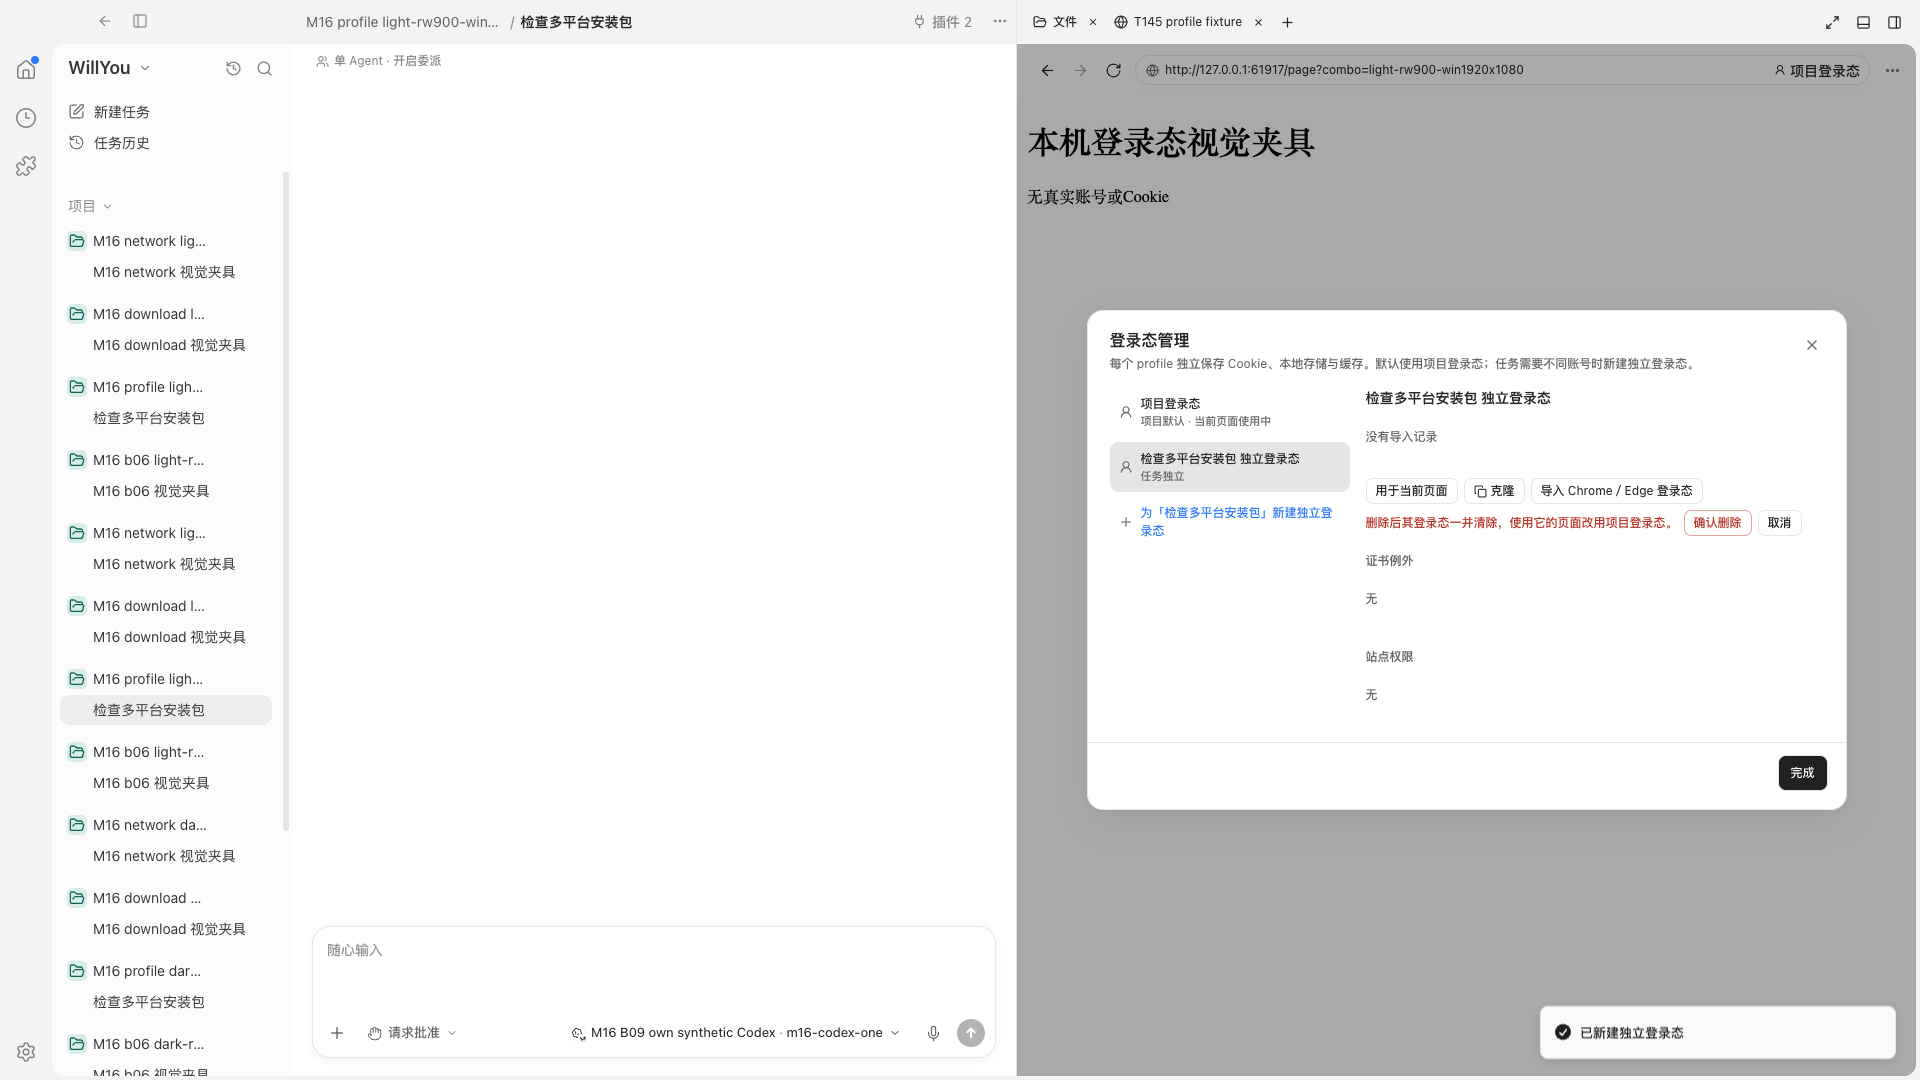 M16 profile light-rw900-win... / 检查多平台安装包
插件 2
文件
T145 profile fixture
WillYou
新建任务
任务历史
项目
M16 network lig...
M16 network 视觉夹具
M16 download l...
M16 download 视觉夹具
M16 profile ligh...
检查多平台安装包
M16 b06 light-r...
M16 b06 视觉夹具
M16 network lig...
M16 network 视觉夹具
M16 download l...
M16 download 视觉夹具
M16 profile ligh...
检查多平台安装包
M16 b06 light-r...
M16 b06 视觉夹具
M16 network da...
M16 network 视觉夹具
M16 download ...
M16 download 视觉夹具
M16 profile dar...
检查多平台安装包
M16 b06 dark-r...
M16 b06 视觉夹具
单 Agent · 开启委派
随心输入
请求批准
M16 B09 own synthetic Codex · m16-codex-one
http://127.0.0.1:61917/page?combo=light-rw900-win1920x1080
项目登录态
本机登录态视觉夹具
无真实账号或Cookie
登录态管理
每个 profile 独立保存 Cookie、本地存储与缓存。默认使用项目登录态；任务需要不同账号时新建独立登录态。
项目登录态
项目默认 · 当前页面使用中
检查多平台安装包 独立登录态
任务独立
为「检查多平台安装包」新建独立登
录态
检查多平台安装包 独立登录态
没有导入记录
用于当前页面
克隆
导入 Chrome / Edge 登录态
删除后其登录态一并清除，使用它的页面改用项目登录态。
确认删除
取消
证书例外
无
站点权限
无
完成
已新建独立登录态